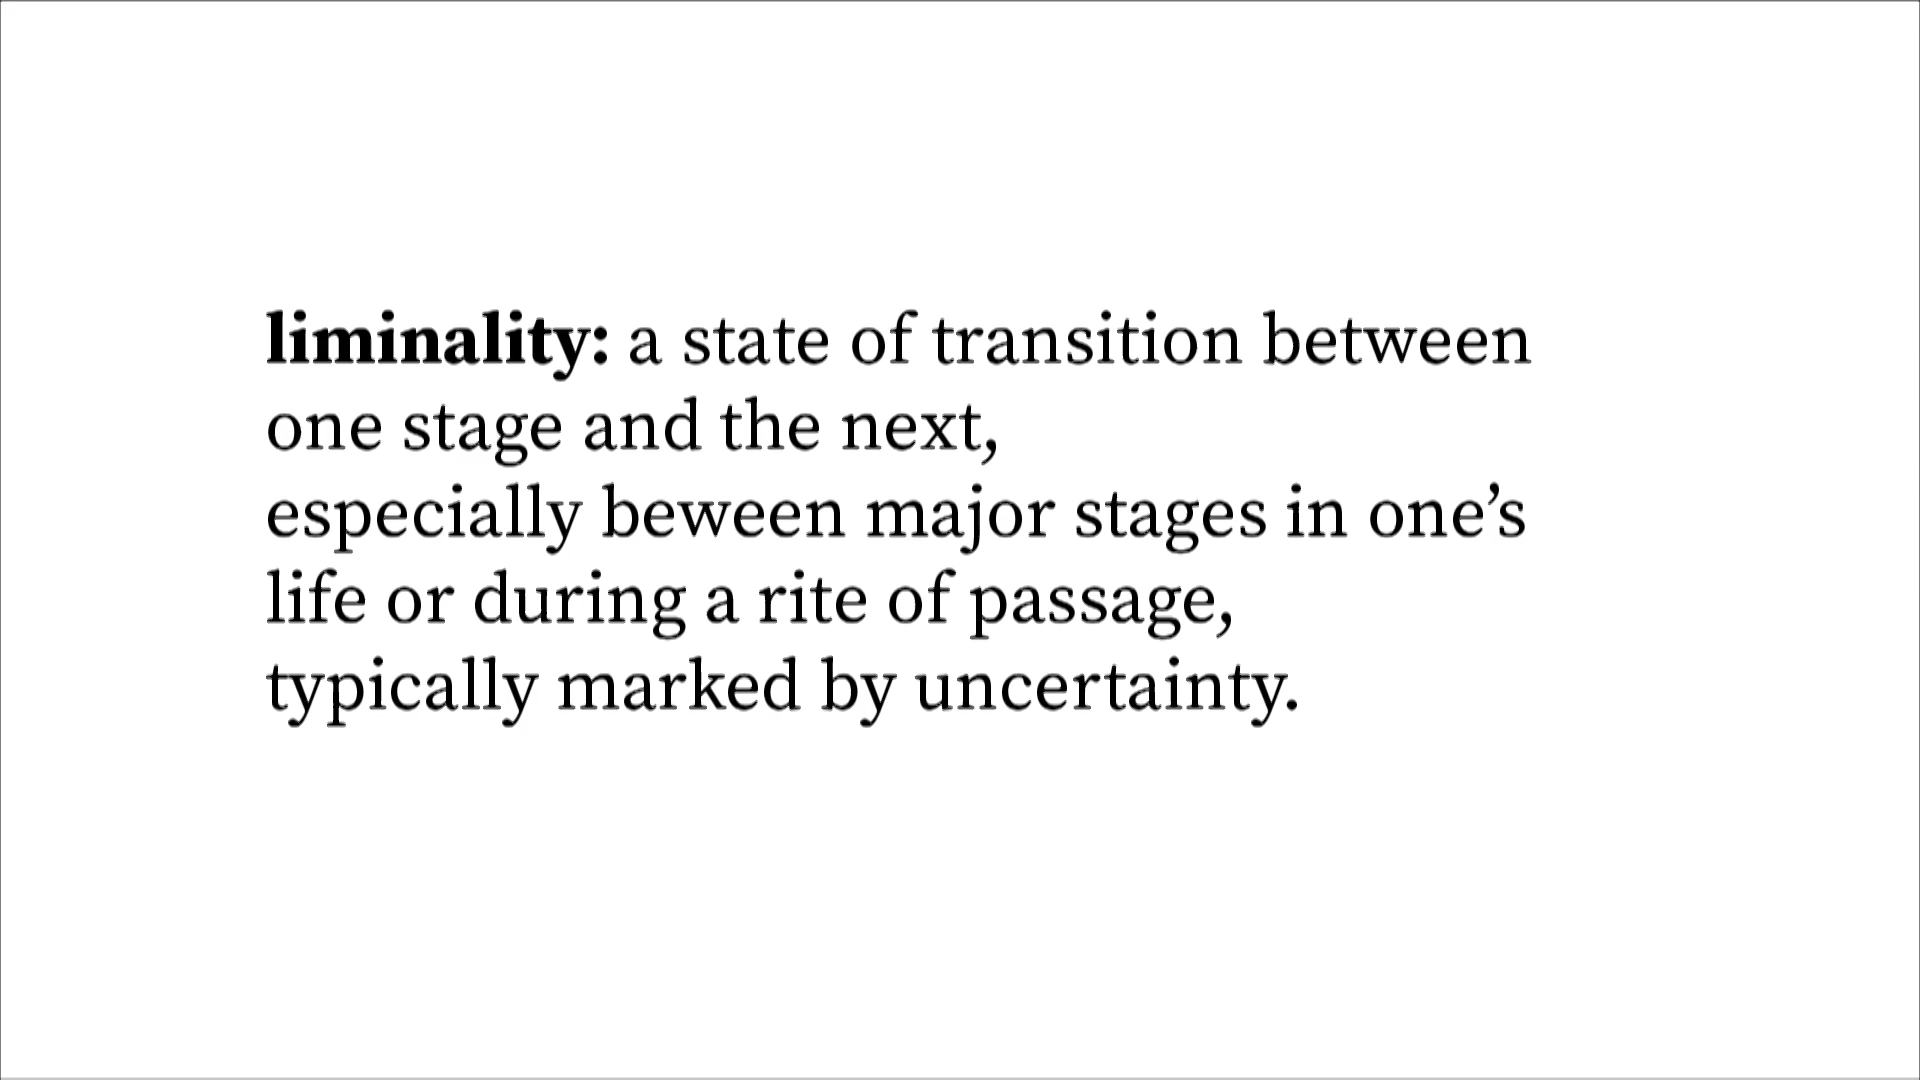 liminality: a state of transition between
one stage and the next,
especially beween major stages in one’s
life or during a rite of passage,
typically marked by uncertainty.